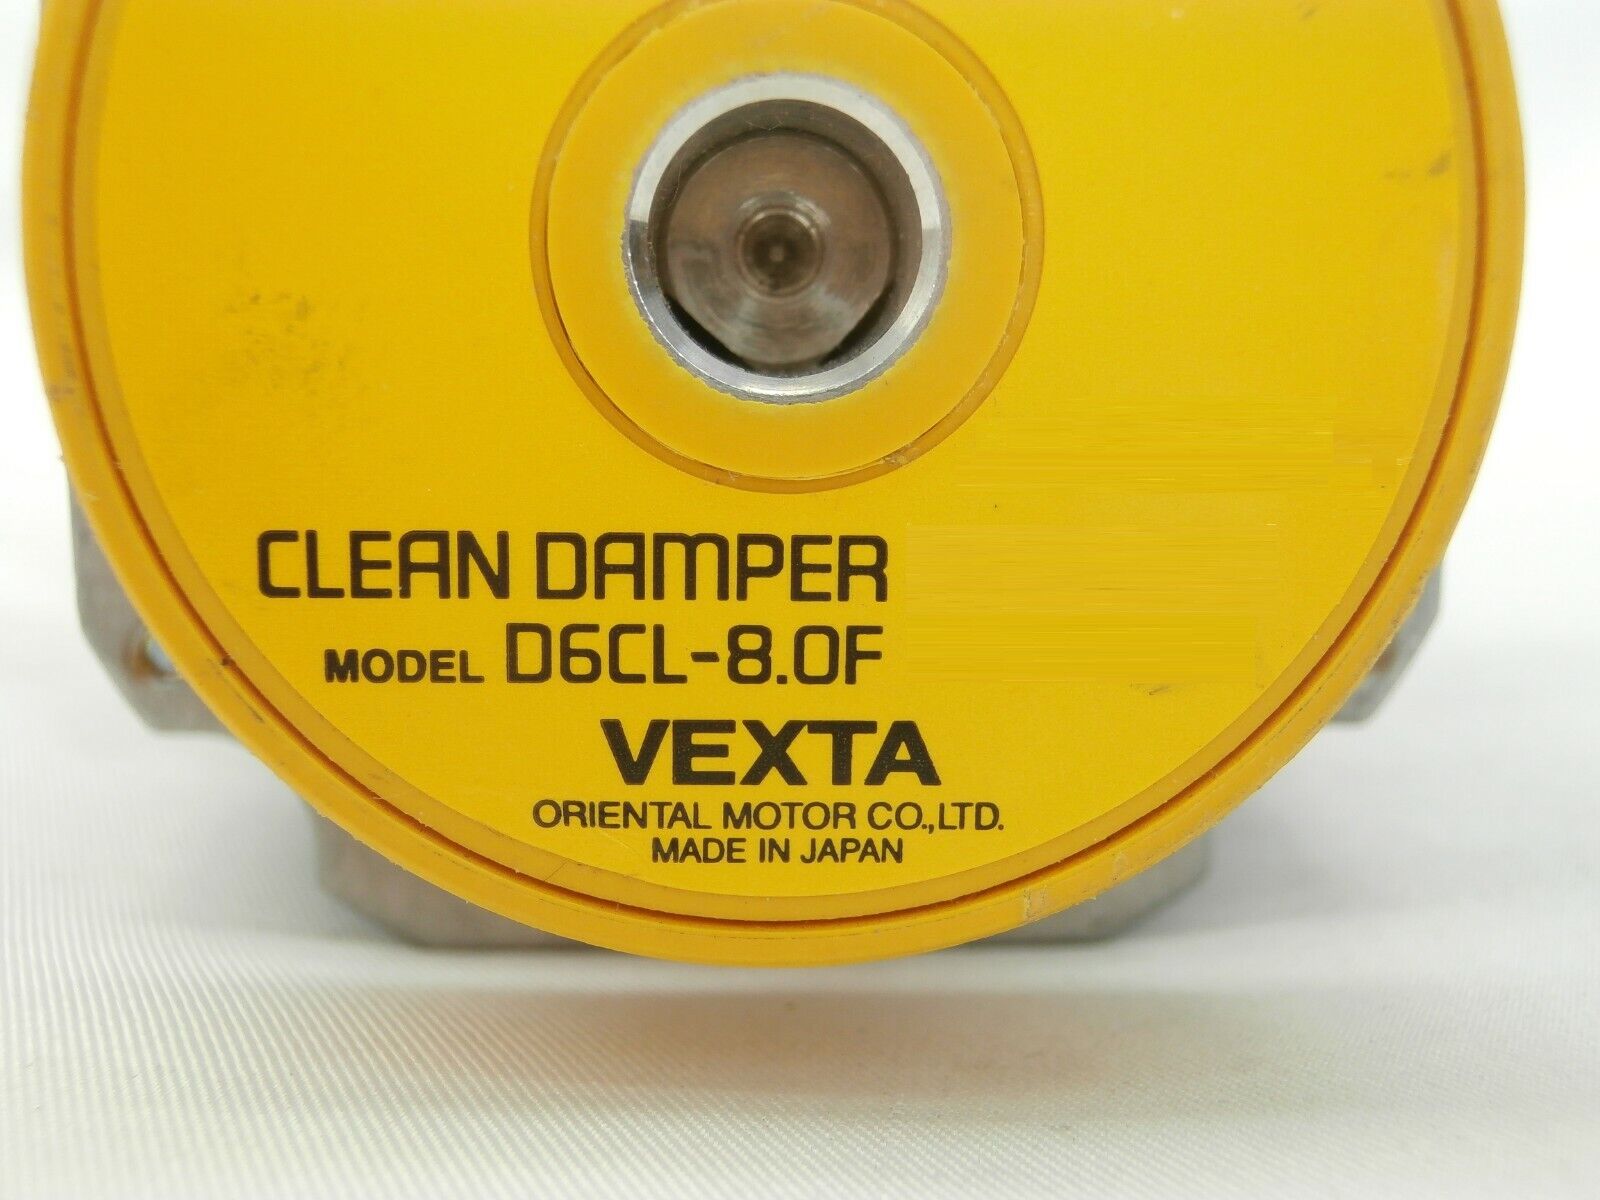 CLEAN DAMPER
MODEL D6CL-8.0F
VEXTA
ORIENTAL MOTOR CO.,LTD.
MADE IN JAPAN